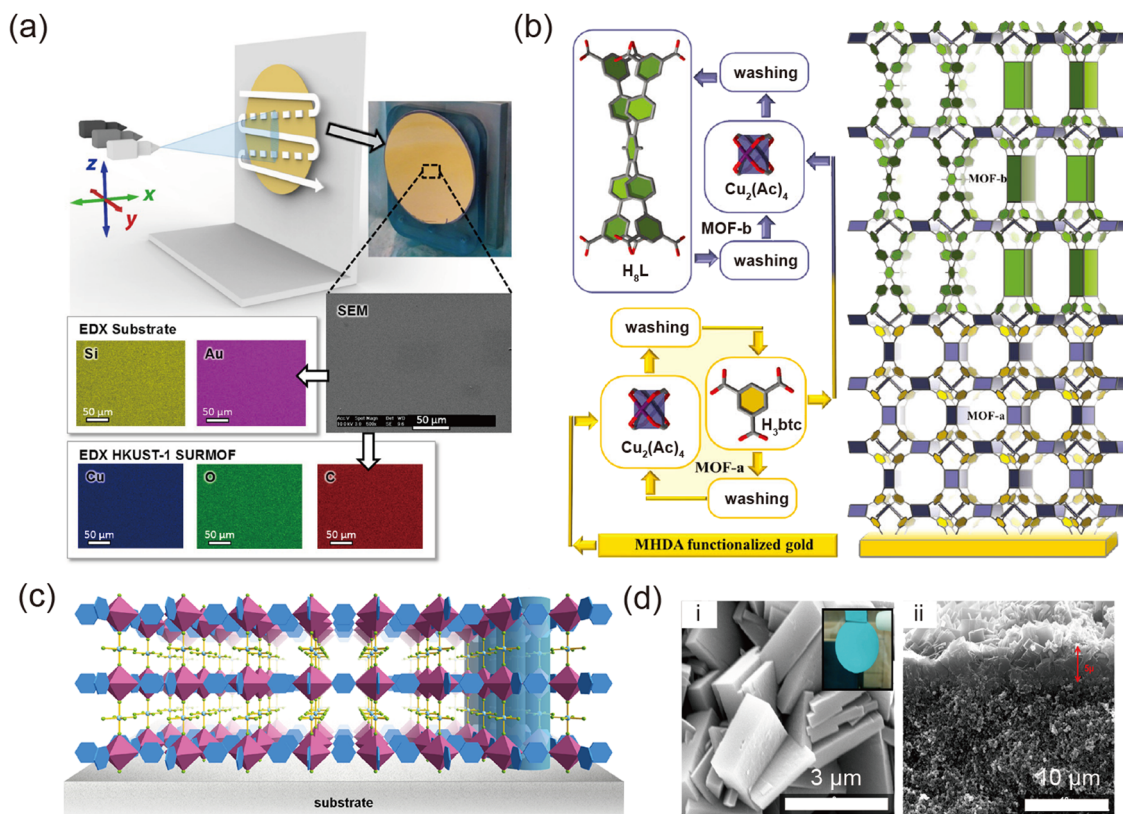 (a)
z
x
y
SEM
50 µm
EDX Substrate
Si
Au
50 µm
50 µm
EDX HKUST-1 SURMOF
Cu
O
C
50 µm
50 µm
50 µm
(b)
washing
Cu2(Ac)4
MOF-b
H8L
washing
washing
Cu2(Ac)4
H3btc
MOF-a
washing
MHDA functionalized gold
MOF-b
MOF-a
(c)
substrate
(d)
i
3 µm
ii
10 µm